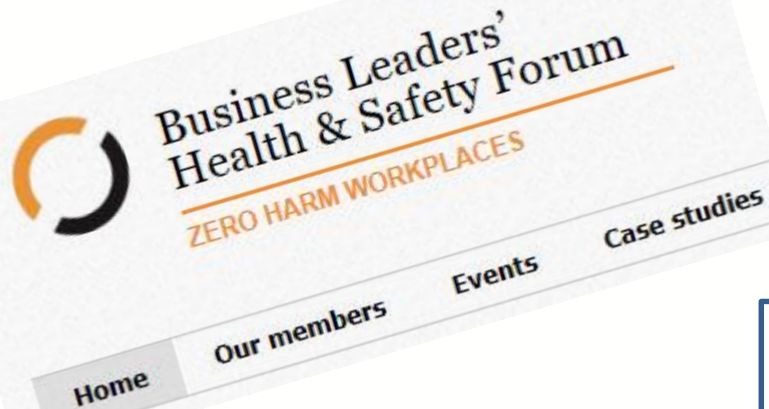 Business Leaders'
Health & Safety Forum
ZERO HARM WORKPLACES
Home Our members Events Case studies